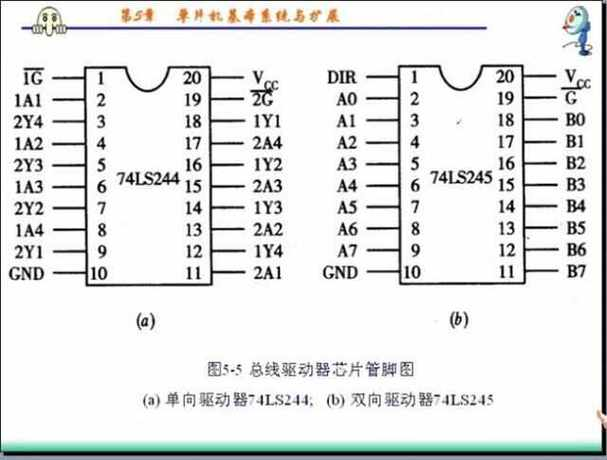 第5章 单片机基本系统与扩展
1G 1 20 VCC
1A1 2 19 2G
2Y4 3 18 1Y1
1A2 4 17 2A4
2Y3 5 16 1Y2
74LS244
1A3 6 15 2A3
2Y2 7 14 1Y3
1A4 8 13 2A2
2Y1 9 12 1Y4
GND 10 11 2A1
(a)
DIR 1 20 VCC
A0 2 19 G
A1 3 18 B0
A2 4 17 B1
A3 5 16 B2
74LS245
A4 6 15 B3
A5 7 14 B4
A6 8 13 B5
A7 9 12 B6
GND 10 11 B7
(b)
图5-5 总线驱动器芯片管脚图
(a) 单向驱动器74LS244; (b) 双向驱动器74LS245